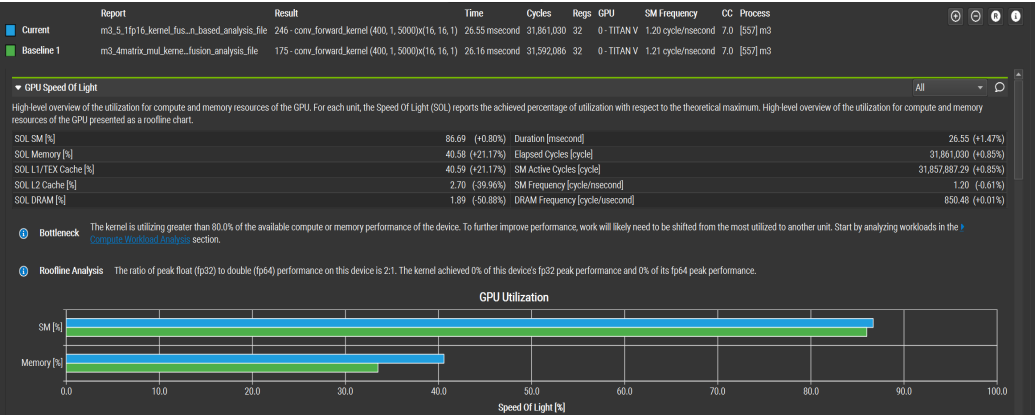 Report Result Time Cycles Regs GPU SM Frequency CC Process
Current m3_5_1fp16_kernel_fus...n_based_analysis_file 246 - conv_forward_kernel (400, 1, 5000)x(16, 16, 1) 26.55 msecond 31,861,030 32 0 - TITAN V 1.20 cycle/nsecond 7.0 [557] m3
Baseline 1 m3_4matrix_mul_kerne...fusion_analysis_file 175 - conv_forward_kernel (400, 1, 5000)x(16, 16, 1) 26.16 msecond 31,592,086 32 0 - TITAN V 1.21 cycle/nsecond 7.0 [557] m3
R i
▼ GPU Speed Of Light All
High-level overview of the utilization for compute and memory resources of the GPU. For each unit, the Speed Of Light (SOL) reports the achieved percentage of utilization with respect to the theoretical maximum. High-level overview of the utilization for compute and memory
resources of the GPU presented as a roofline chart.
SOL SM [%] 86.69 (+0.80%) Duration [msecond] 26.55 (+1.47%)
SOL Memory [%] 40.58 (+21.17%) Elapsed Cycles [cycle] 31,861,030 (+0.85%)
SOL L1/TEX Cache [%] 40.59 (+21.17%) SM Active Cycles [cycle] 31,857,887.29 (+0.85%)
SOL L2 Cache [%] 2.70 (-39.96%) SM Frequency [cycle/nsecond] 1.20 (-0.61%)
SOL DRAM [%] 1.89 (-50.88%) DRAM Frequency [cycle/usecond] 850.48 (+0.01%)
Bottleneck The kernel is utilizing greater than 80.0% of the available compute or memory performance of the device. To further improve performance, work will likely need to be shifted from the most utilized to another unit. Start by analyzing workloads in the
Compute Workload Analysis section.
Roofline Analysis The ratio of peak float (fp32) to double (fp64) performance on this device is 2:1. The kernel achieved 0% of this device's fp32 peak performance and 0% of its fp64 peak performance.
GPU Utilization
SM [%]
Memory [%]
0.0 10.0 20.0 30.0 40.0 50.0 60.0 70.0 80.0 90.0 100.0
Speed Of Light [%]